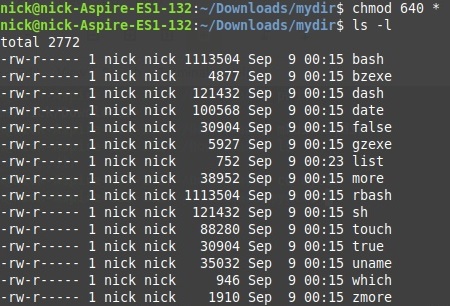 nick@nick-Aspire-ES1-132:~/Downloads/mydir$ chmod 640 *
nick@nick-Aspire-ES1-132:~/Downloads/mydir$ ls -l
total 2772
-rw-r----- 1 nick nick 1113504 Sep  9 00:15 bash
-rw-r----- 1 nick nick    4877 Sep  9 00:15 bzexe
-rw-r----- 1 nick nick  121432 Sep  9 00:15 dash
-rw-r----- 1 nick nick  100568 Sep  9 00:15 date
-rw-r----- 1 nick nick   30904 Sep  9 00:15 false
-rw-r----- 1 nick nick    5927 Sep  9 00:15 gzexe
-rw-r----- 1 nick nick     752 Sep  9 00:23 list
-rw-r----- 1 nick nick   38952 Sep  9 00:15 more
-rw-r----- 1 nick nick 1113504 Sep  9 00:15 rbash
-rw-r----- 1 nick nick  121432 Sep  9 00:15 sh
-rw-r----- 1 nick nick   88280 Sep  9 00:15 touch
-rw-r----- 1 nick nick   30904 Sep  9 00:15 true
-rw-r----- 1 nick nick   35032 Sep  9 00:15 uname
-rw-r----- 1 nick nick     946 Sep  9 00:15 which
-rw-r----- 1 nick nick    1910 Sep  9 00:15 zmore